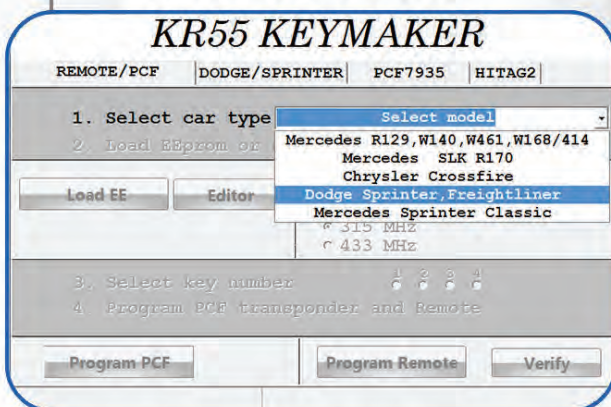 KR55 KEYMAKER
REMOTE/PCF DODGE/SPRINTER PCF7935 HITAG2
1. Select car type Select model
2. Load EEprom or
Mercedes R129,W140,W461,W168/414
Mercedes SLK R170
Chrysler Crossfire
Dodge Sprinter,Freightliner
Mercedes Sprinter Classic
Load EE Editor
315 MHz
433 MHz
3. Select key number 1 2 3 4
4. Program PCF transponder and Remote
Program PCF Program Remote Verify